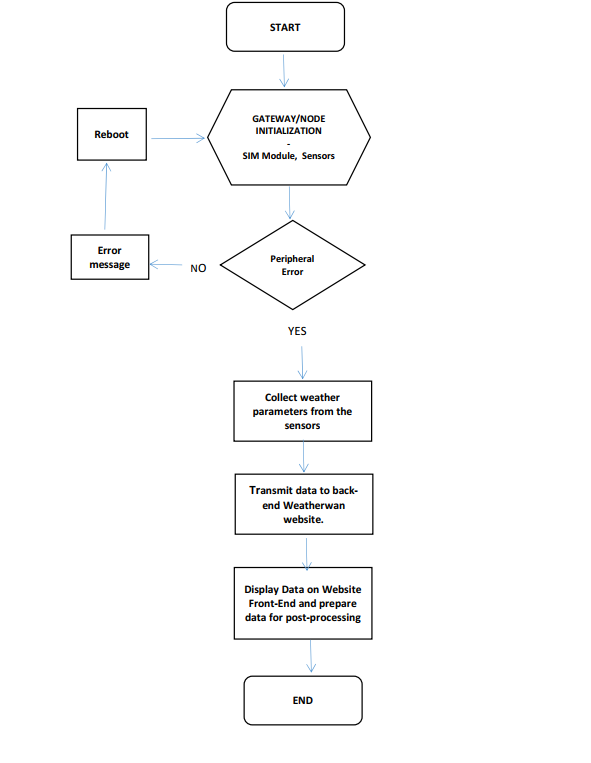 START
GATEWAY/NODE
INITIALIZATION
-
SIM Module, Sensors
Reboot
Error
message
NO
Peripheral
Error
YES
Collect weather
parameters from the
sensors
Transmit data to back-
end Weatherwan
website.
Display Data on Website
Front-End and prepare
data for post-processing
END